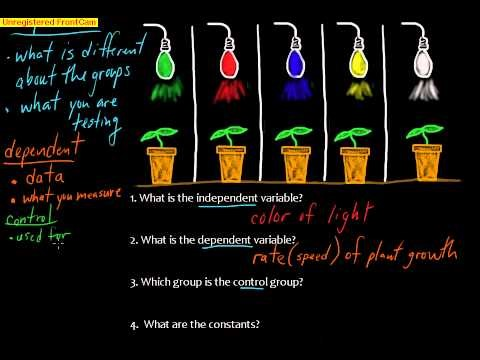 Unregistered FrontCam
• what is different
about the groups
• what you are
testing
dependent
• data
• what you measure
control
• used for
1. What is the independent variable?
color of light
2. What is the dependent variable?
rate (speed) of plant growth
3. Which group is the control group?
4. What are the constants?